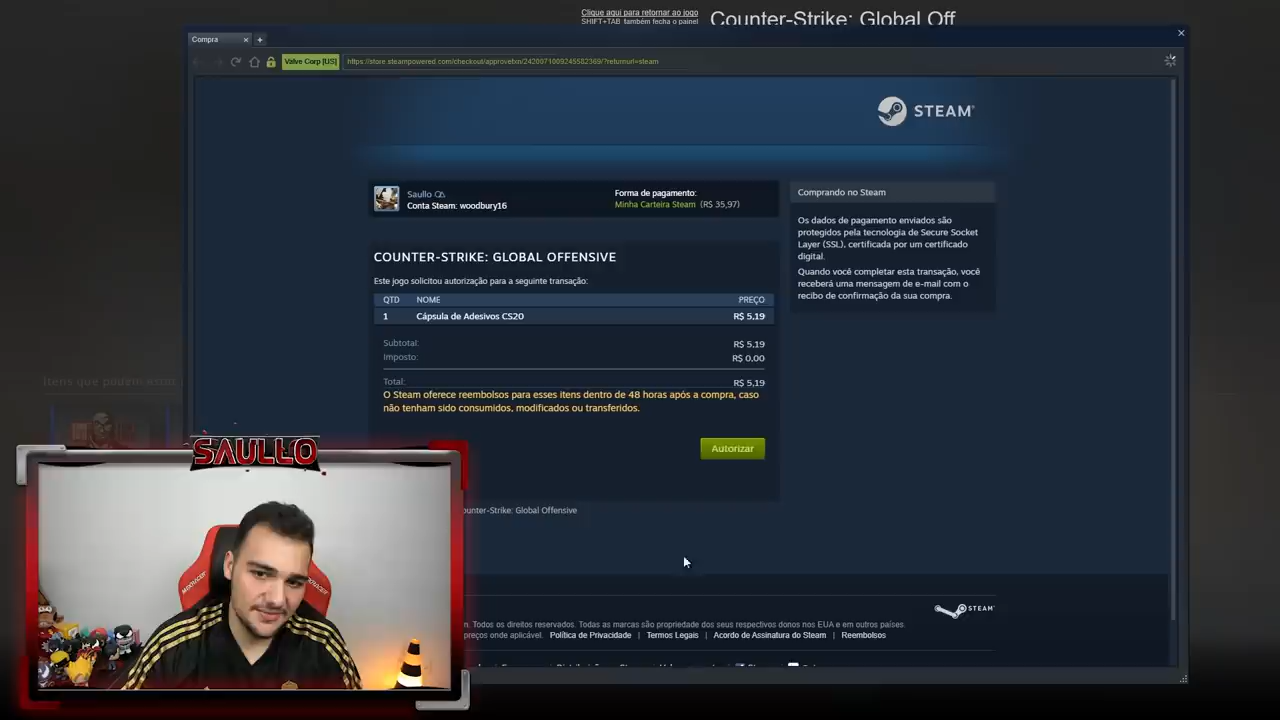 Clique aqui para retornar ao jogo
SHIFT+TAB também fecha o painel
Counter-Strike: Global Off
Compra
Valve Corp [US]
https://store.steampowered.com/checkout/approvetxn/2420071009245582369/?returnurl=steam
STEAM
Saullo
Conta Steam: woodbury16
Forma de pagamento:
Minha Carteira Steam (R$ 35,97)
Comprando no Steam
Os dados de pagamento enviados são
protegidos pela tecnologia de Secure Socket
Layer (SSL), certificada por um certificado
digital.
Quando você completar esta transação, você
receberá uma mensagem de e-mail com o
recibo de confirmação da sua compra.
COUNTER-STRIKE: GLOBAL OFFENSIVE
Este jogo solicitou autorização para a seguinte transação:
QTD NOME PREÇO
1 Cápsula de Adesivos CS20 R$ 5,19
Subtotal: R$ 5,19
Imposto: R$ 0,00
Total: R$ 5,19
O Steam oferece reembolsos para esses itens dentro de 48 horas após a compra, caso
não tenham sido consumidos, modificados ou transferidos.
Autorizar
Itens que
SAULLO
ounter-Strike: Global Offensive
STEAM
n. Todos os direitos reservados. Todas as marcas são propriedade dos seus respectivos donos nos EUA e em outros países.
preços onde aplicável. Política de Privacidade | Termos Legais | Acordo de Assinatura do Steam | Reembolsos